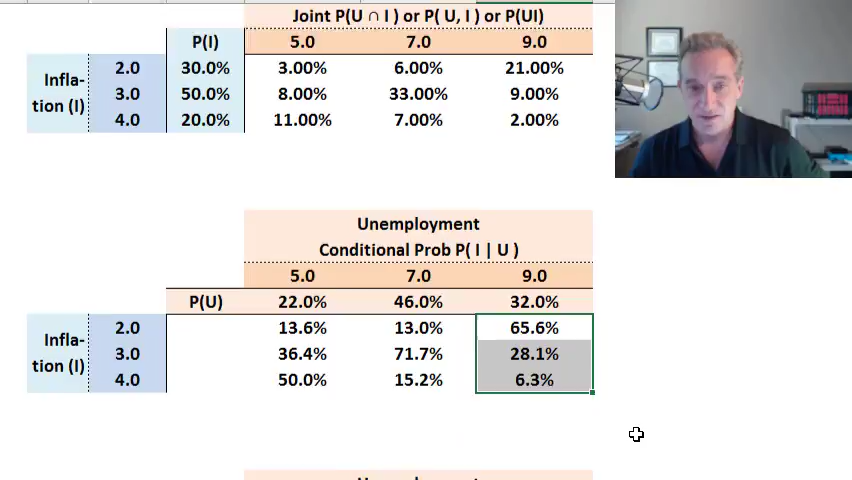 Joint P(U ∩ I ) or P( U, I ) or P(UI)
P(I) 5.0 7.0 9.0
Infla-
tion (I)
2.0 30.0% 3.00% 6.00% 21.00%
3.0 50.0% 8.00% 33.00% 9.00%
4.0 20.0% 11.00% 7.00% 2.00%
Unemployment
Conditional Prob P( I | U )
5.0 7.0 9.0
P(U) 22.0% 46.0% 32.0%
Infla-
tion (I)
2.0 13.6% 13.0% 65.6%
3.0 36.4% 71.7% 28.1%
4.0 50.0% 15.2% 6.3%